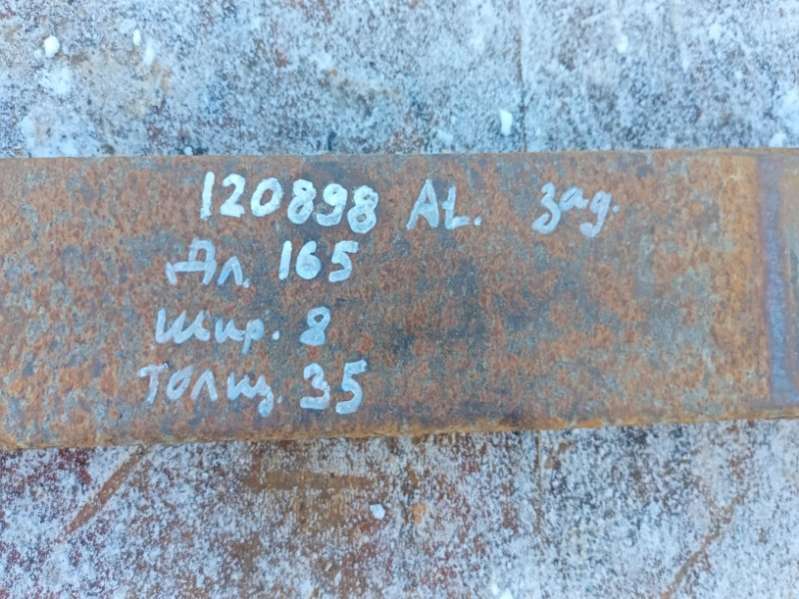 120898 AL. зад.
Дл. 165
шир. 8
толщ. 35